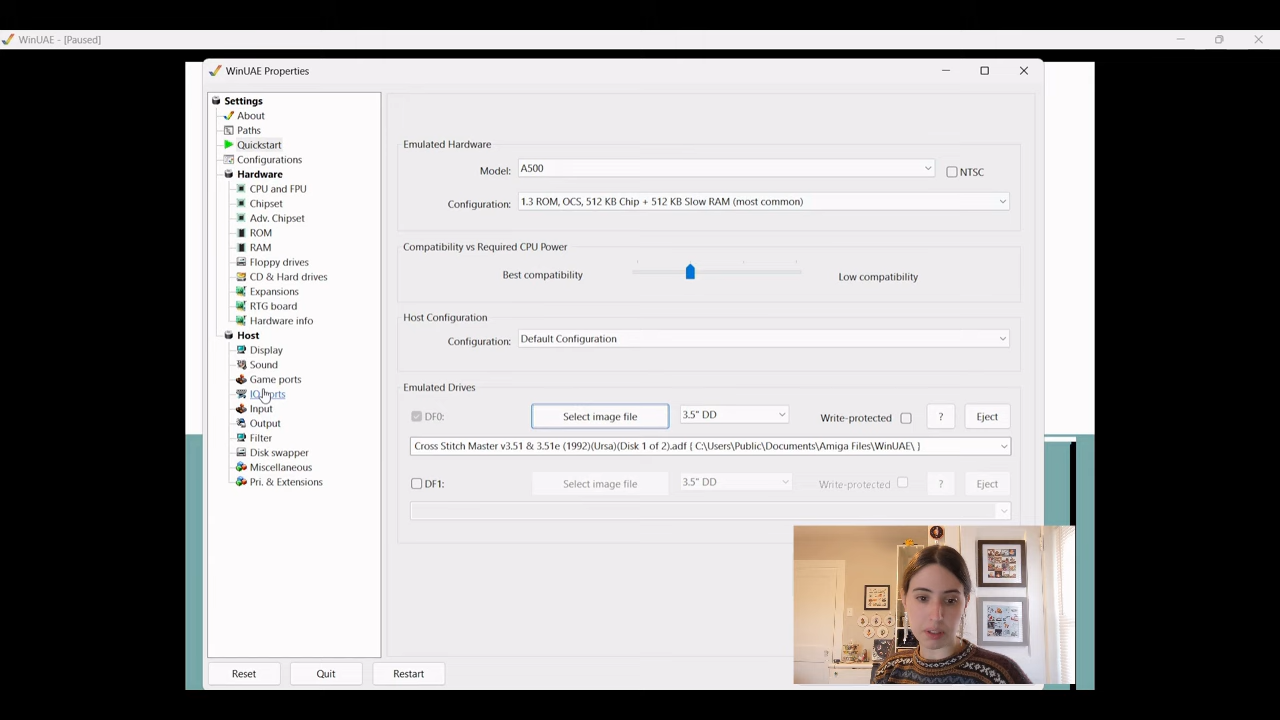 WinUAE - [Paused]
WinUAE Properties
Settings
About
Paths
Quickstart
Configurations
Hardware
CPU and FPU
Chipset
Adv. Chipset
ROM
RAM
Floppy drives
CD & Hard drives
Expansions
RTG board
Hardware info
Host
Display
Sound
Game ports
IO ports
Input
Output
Filter
Disk swapper
Miscellaneous
Pri. & Extensions
Emulated Hardware
Model: A500 NTSC
Configuration: 1.3 ROM, OCS, 512 KB Chip + 512 KB Slow RAM (most common)
Compatibility vs Required CPU Power
Best compatibility Low compatibility
Host Configuration
Configuration: Default Configuration
Emulated Drives
DF0: Select image file 3.5" DD Write-protected ? Eject
Cross Stitch Master v3.51 & 3.51e (1992)(Ursa)(Disk 1 of 2).adf { C:\Users\Public\Documents\Amiga Files\WinUAE\ }
DF1: Select image file 3.5" DD Write-protected ? Eject
Reset Quit Restart